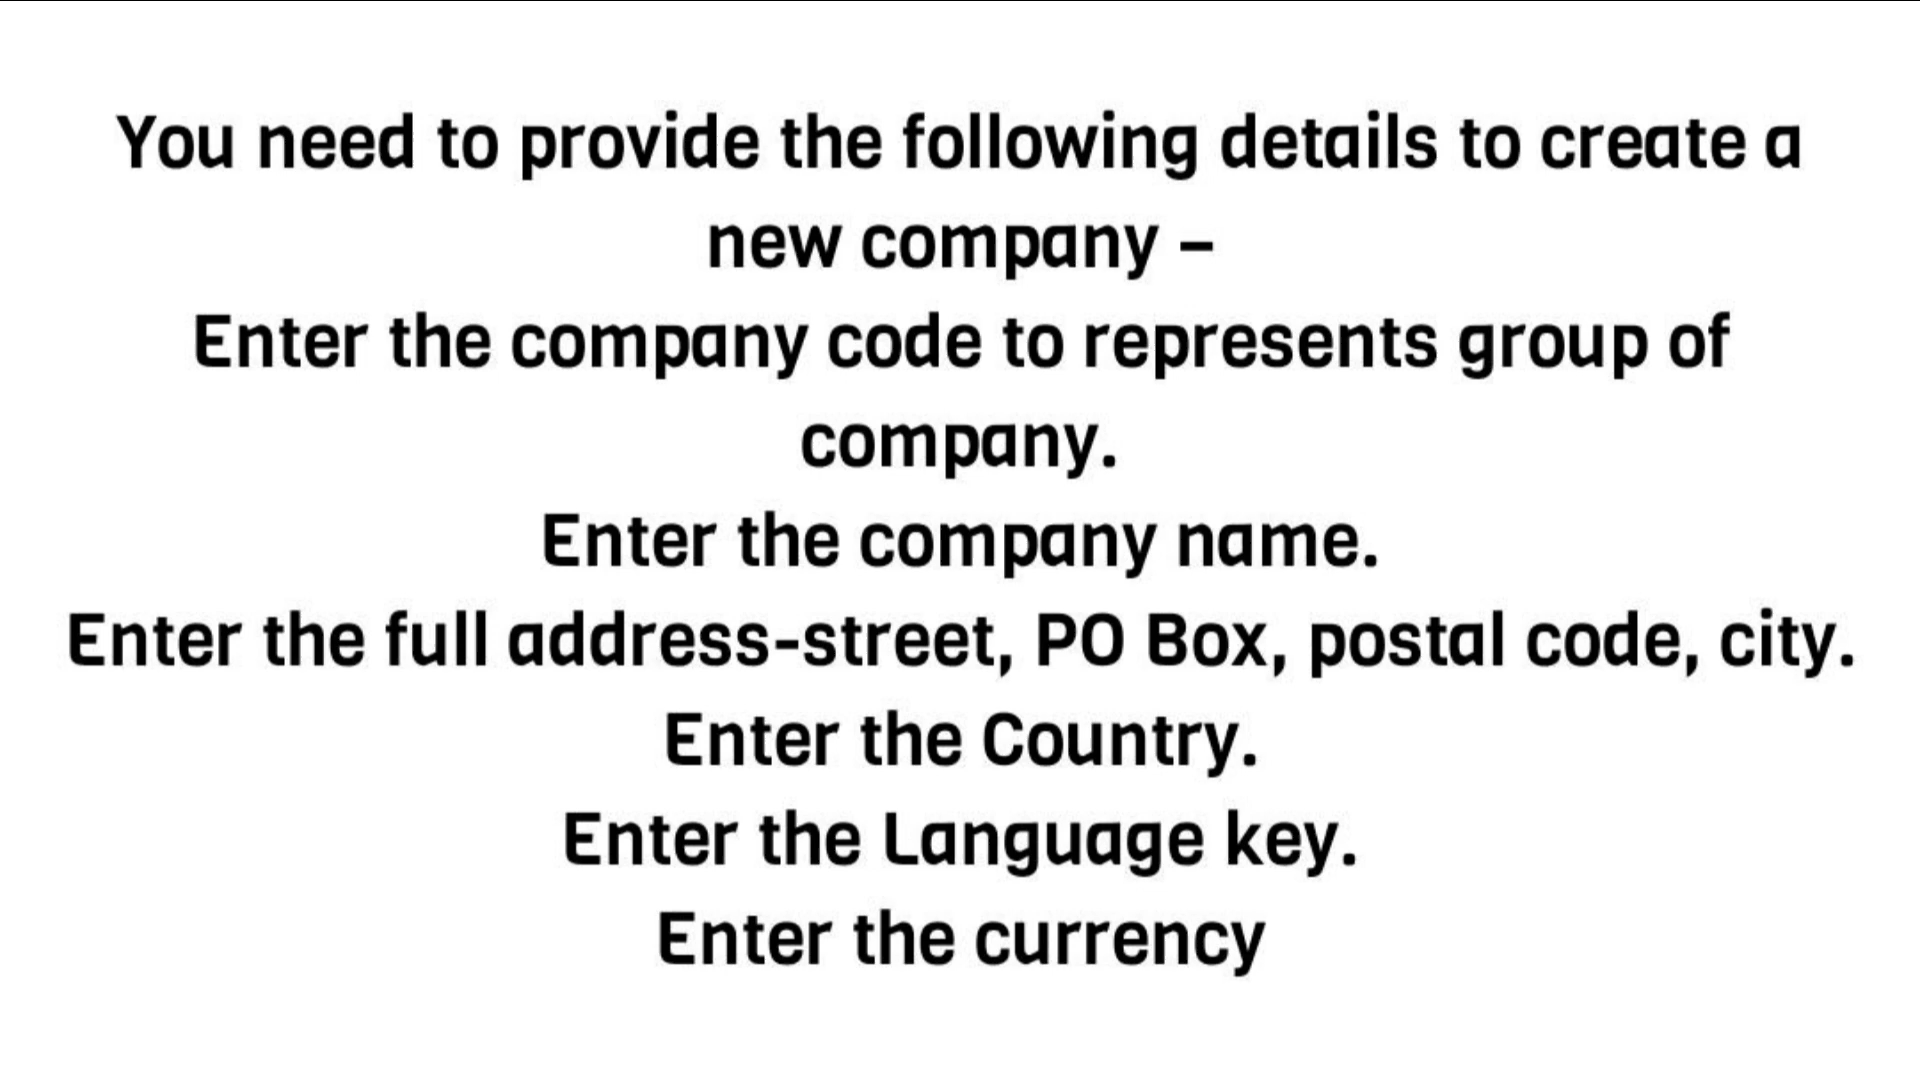 You need to provide the following details to create a
new company –
Enter the company code to represents group of
company.
Enter the company name.
Enter the full address-street, PO Box, postal code, city.
Enter the Country.
Enter the Language key.
Enter the currency